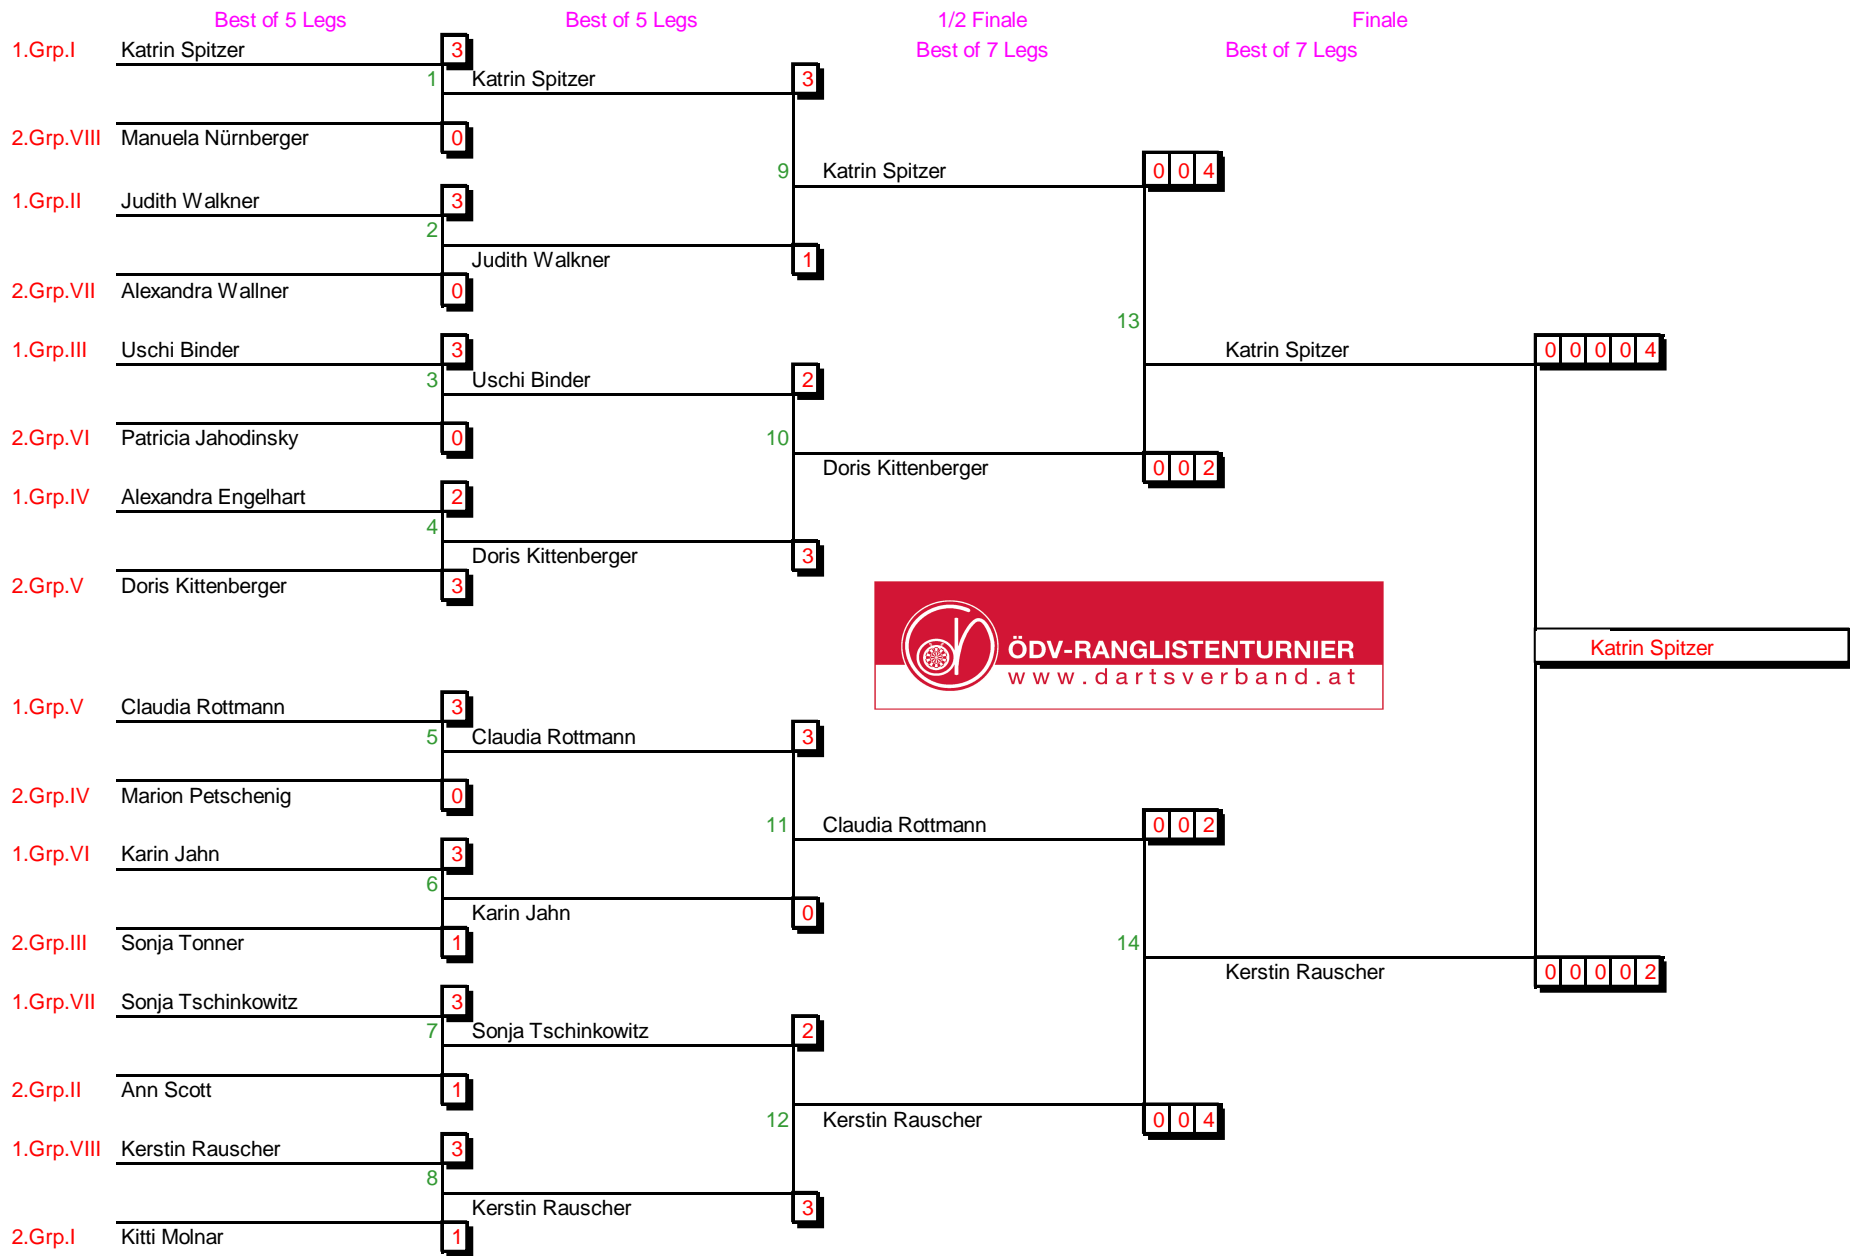 Best of 5 Legs Best of 5 Legs 1/2 Finale Finale
1.Grp.I Katrin Spitzer 3 Best of 7 Legs Best of 7 Legs
1 Katrin Spitzer 3
2.Grp.VIII Manuela Nürnberger 0
9 Katrin Spitzer 0 0 4
1.Grp.II Judith Walkner 3
2
Judith Walkner 1
2.Grp.VII Alexandra Wallner 0
13
1.Grp.III Uschi Binder 3 Katrin Spitzer 0 0 0 0 4
3 Uschi Binder 2
2.Grp.VI Patricia Jahodinsky 0 10
Doris Kittenberger 0 0 2
1.Grp.IV Alexandra Engelhart 2
4
Doris Kittenberger 3
2.Grp.V Doris Kittenberger 3
ÖDV-RANGLISTENTURNIER
Katrin Spitzer
www.dartsverband.at
1.Grp.V Claudia Rottmann 3
5 Claudia Rottmann 3
2.Grp.IV Marion Petschenig 0
11 Claudia Rottmann 0 0 2
1.Grp.VI Karin Jahn 3
6
Karin Jahn 0
2.Grp.III Sonja Tonner 1 14
Kerstin Rauscher 0 0 0 0 2
1.Grp.VII Sonja Tschinkowitz 3
7 Sonja Tschinkowitz 2
2.Grp.II Ann Scott 1
12 Kerstin Rauscher 0 0 4
1.Grp.VIII Kerstin Rauscher 3
8
Kerstin Rauscher 3
2.Grp.I Kitti Molnar 1